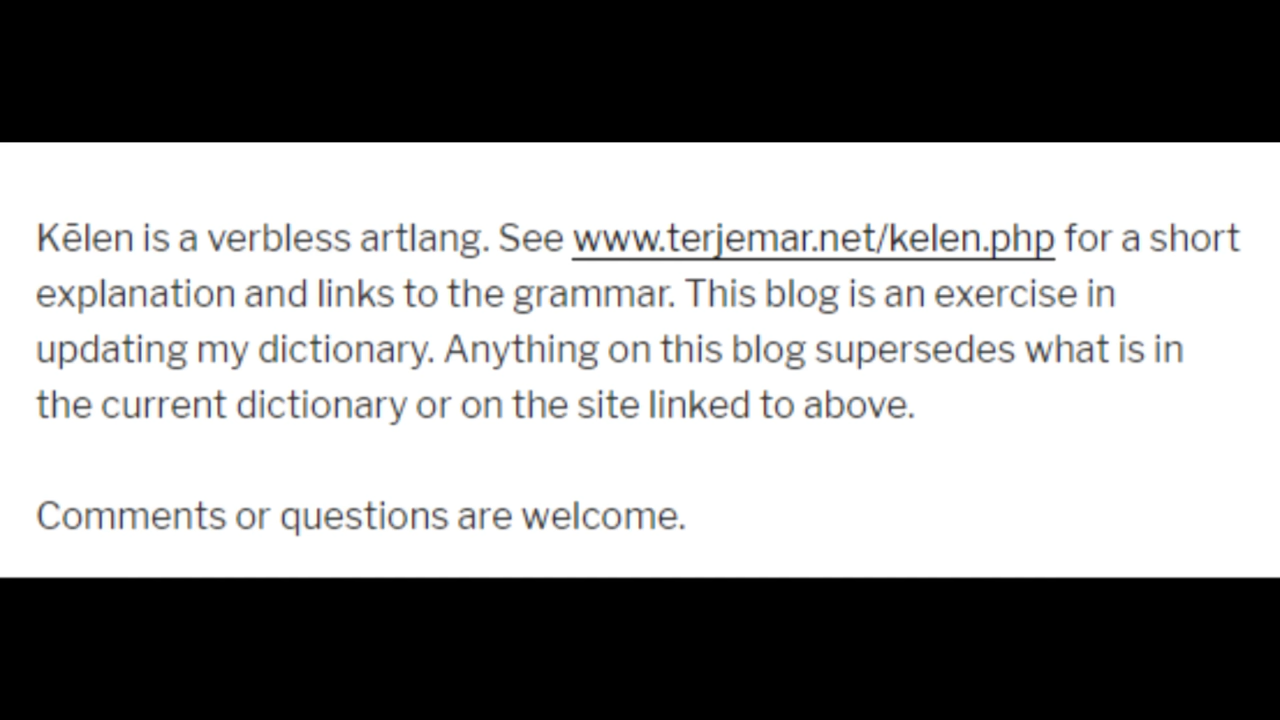 Kēlen is a verbless artlang. See www.terjemar.net/kelen.php for a short
explanation and links to the grammar. This blog is an exercise in
updating my dictionary. Anything on this blog supersedes what is in
the current dictionary or on the site linked to above.
Comments or questions are welcome.